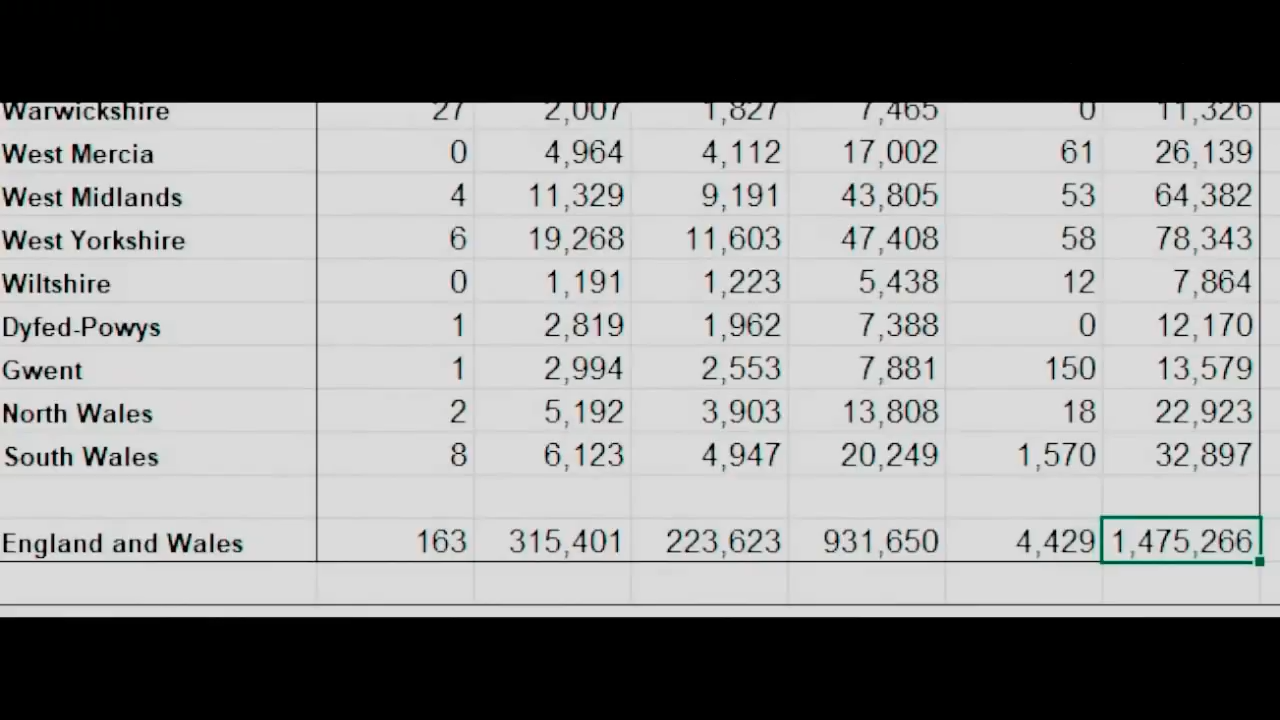 Warwickshire 27 2,007 1,827 7,465 0 11,326
West Mercia 0 4,964 4,112 17,002 61 26,139
West Midlands 4 11,329 9,191 43,805 53 64,382
West Yorkshire 6 19,268 11,603 47,408 58 78,343
Wiltshire 0 1,191 1,223 5,438 12 7,864
Dyfed-Powys 1 2,819 1,962 7,388 0 12,170
Gwent 1 2,994 2,553 7,881 150 13,579
North Wales 2 5,192 3,903 13,808 18 22,923
South Wales 8 6,123 4,947 20,249 1,570 32,897
England and Wales 163 315,401 223,623 931,650 4,429 1,475,266